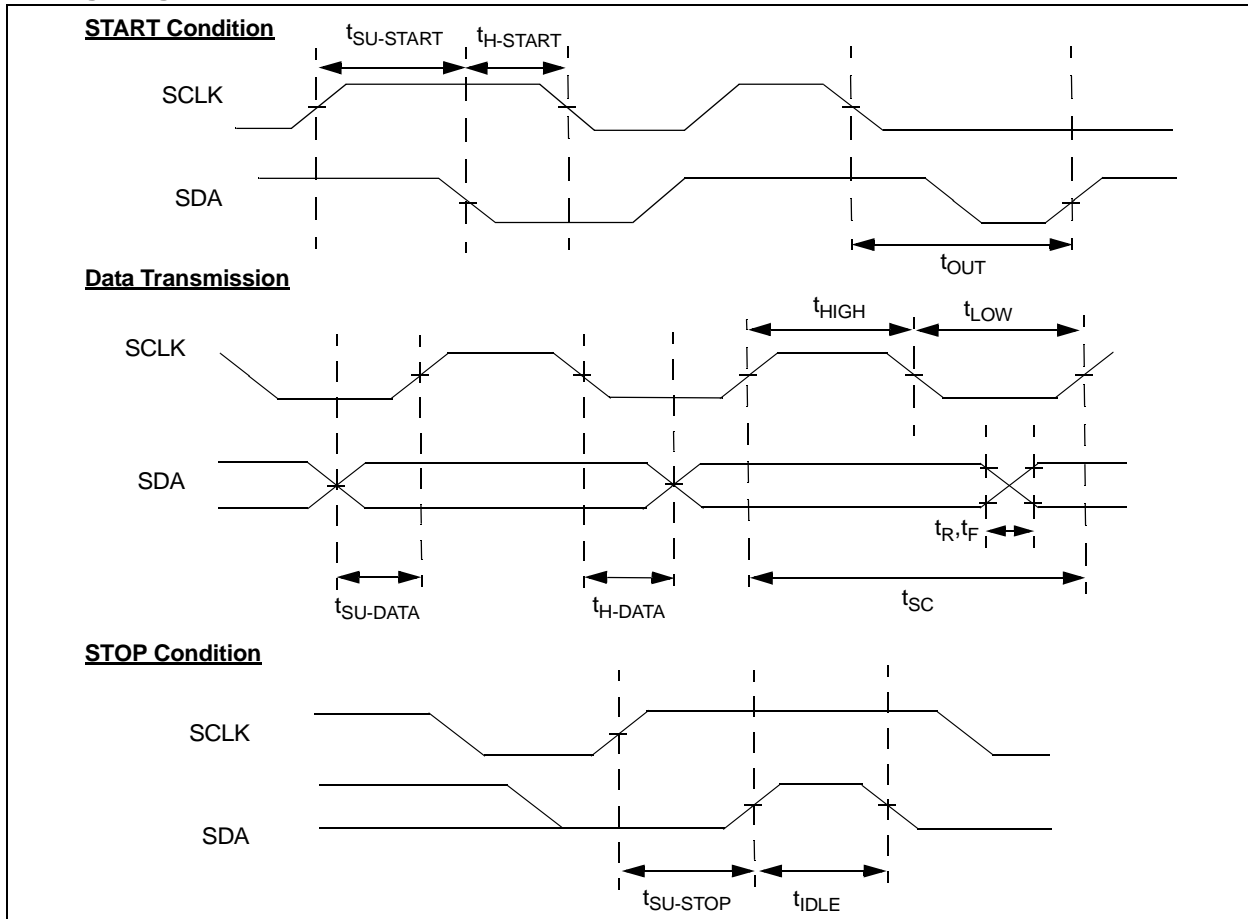 START Condition
tSU-START
tH-START
SCLK
SDA
tOUT
Data Transmission
tHIGH
tLOW
SCLK
SDA
tR,tF
tSU-DATA
tH-DATA
tSC
STOP Condition
SCLK
SDA
tSU-STOP
tIDLE